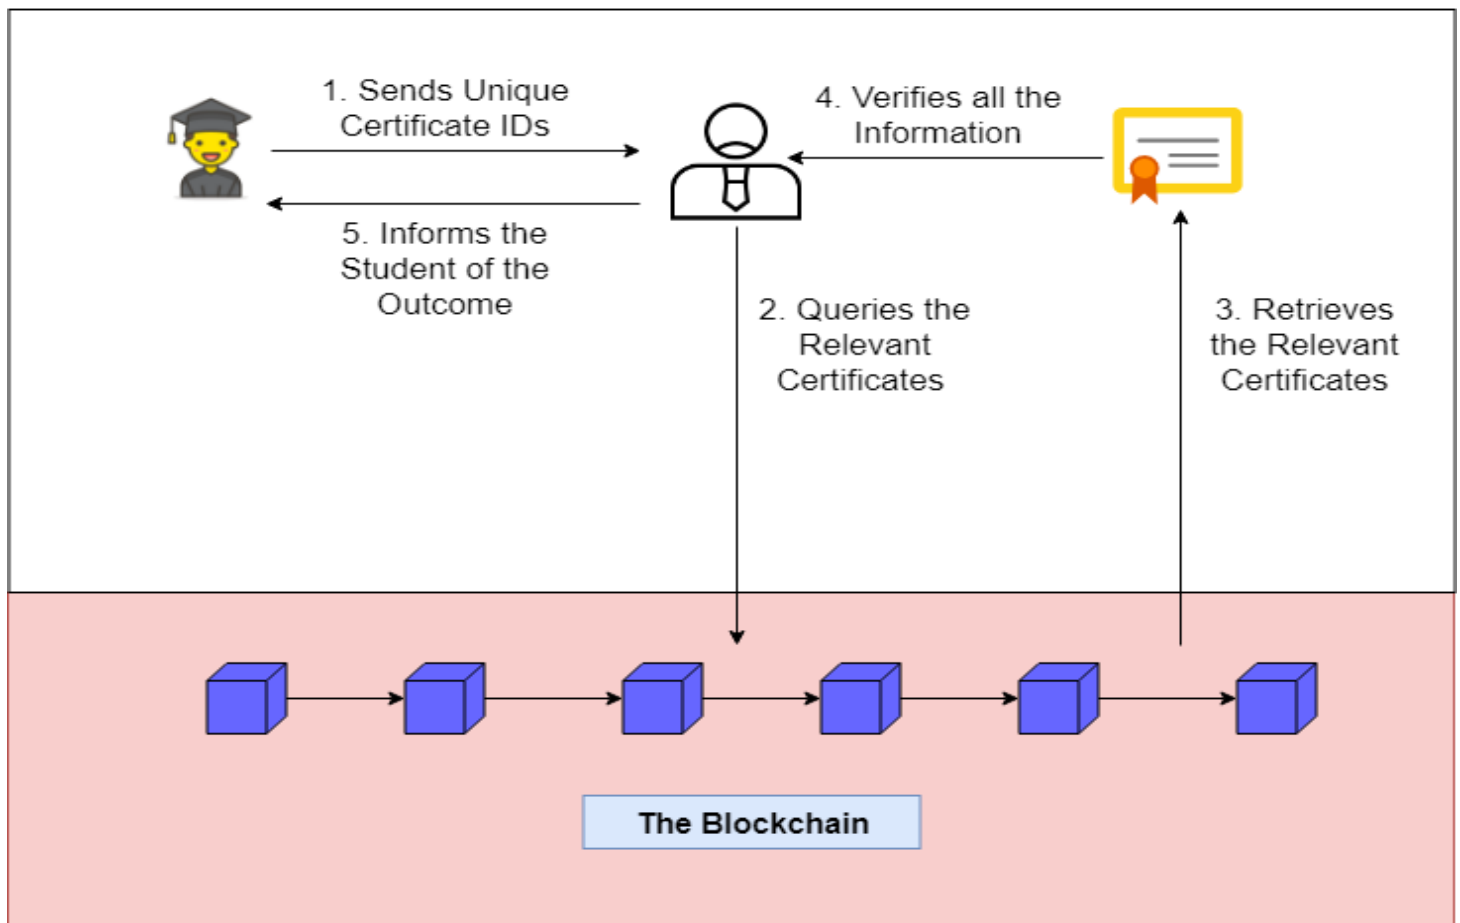 1. Sends Unique
Certificate IDs
4. Verifies all the
Information
5. Informs the
Student of the
Outcome
2. Queries the
Relevant
Certificates
3. Retrieves
the Relevant
Certificates
The Blockchain